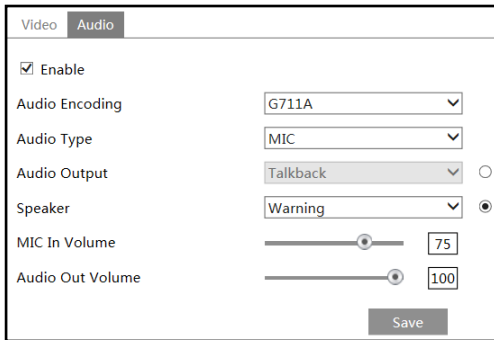 Video Audio
Enable
Audio Encoding G711A
Audio Type MIC
Audio Output Talkback
Speaker Warning
MIC In Volume 75
Audio Out Volume 100
Save